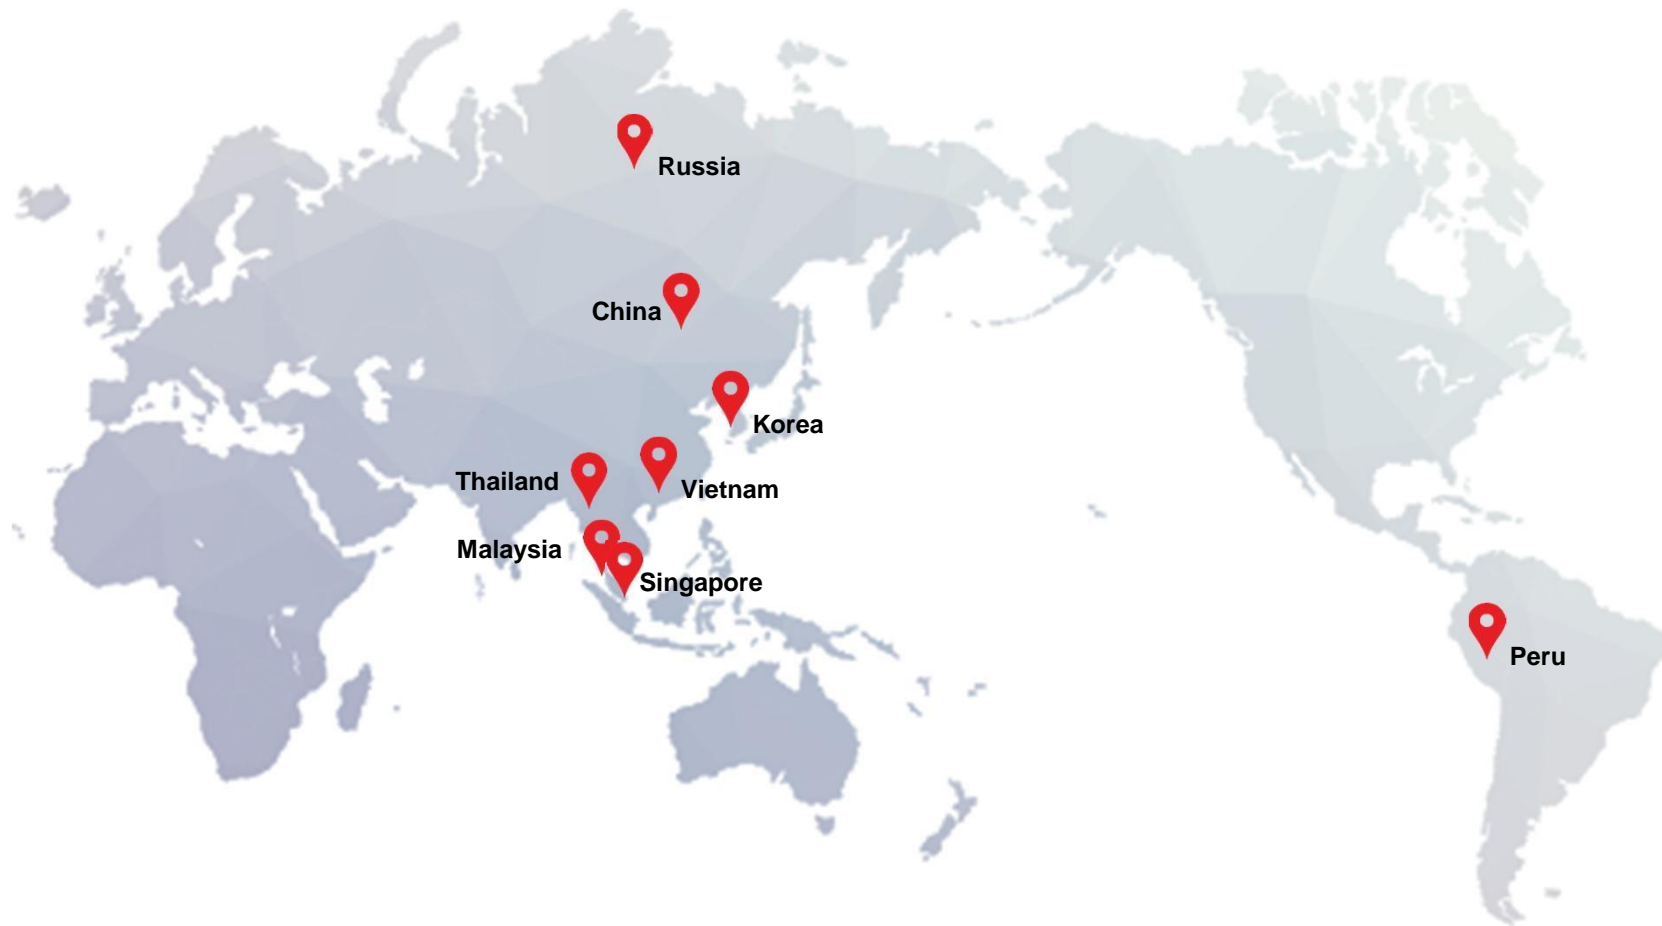 Russia
China
Korea
Thailand
Vietnam
Malaysia
Singapore
Peru